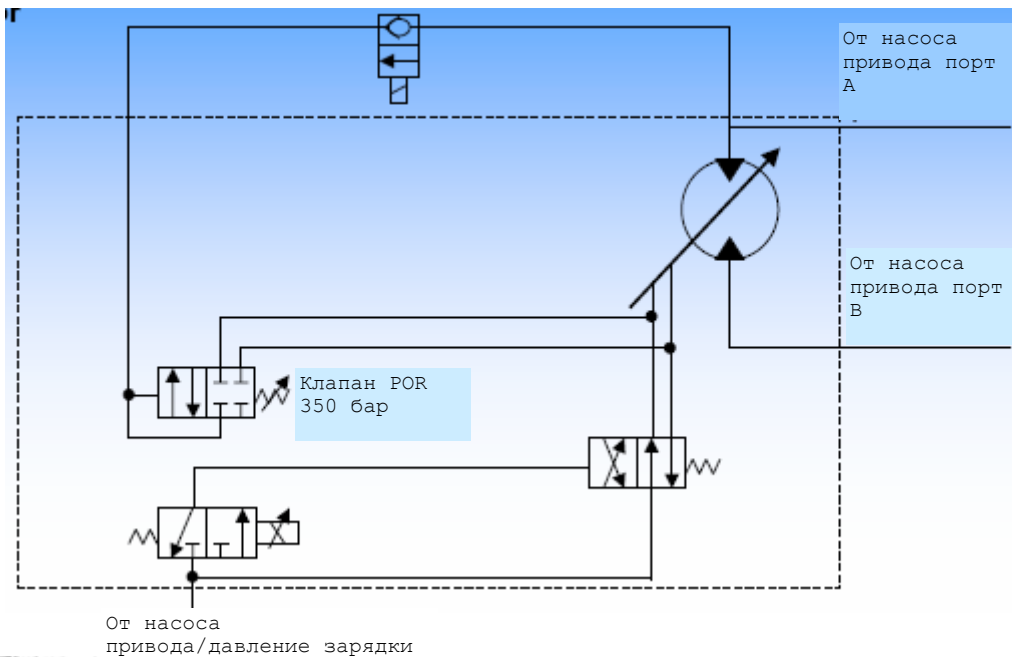 От насоса
привода порт
А
От насоса
привода порт
В
Клапан POR
350 бар
От насоса
привода/давление зарядки